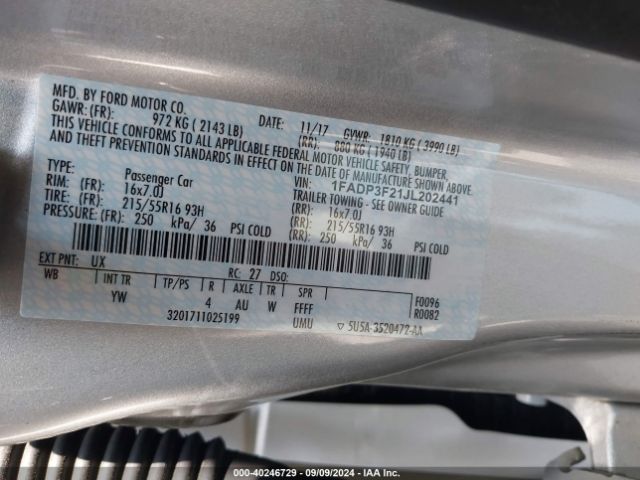 MFD. BY FORD MOTOR CO.
DATE: 11/17 GVWR: 1810 KG (3990 LB)
GAWR: (FR): 972 KG (2143 LB) (RR): 880 KG (1940 LB)
THIS VEHICLE CONFORMS TO ALL APPLICABLE FEDERAL MOTOR VEHICLE SAFETY, BUMPER,
AND THEFT PREVENTION STANDARDS IN EFFECT ON THE DATE OF MANUFACTURE SHOWN ABOVE.
VIN: 1FADP3F21JL202441
TYPE: Passenger Car TRAILER TOWING - SEE OWNER GUIDE
RIM: (FR): 16x7.0J (RR): 16x7.0J
TIRE: (FR): 215/55R16 93H (RR): 215/55R16 93H
PRESSURE: (FR): 250 kPa/ 36 PSI COLD (RR): 250 kPa/ 36 PSI COLD
EXT PNT: UX RC: 27 DSO:
WB INT TR TP/PS R AXLE TR SPR
YW 4 AU W FFFF F0096
UMU R0082
3201711025199 ▽ 5U5A-3520472-AA
000-40246729 - 09/09/2024 - IAA Inc.